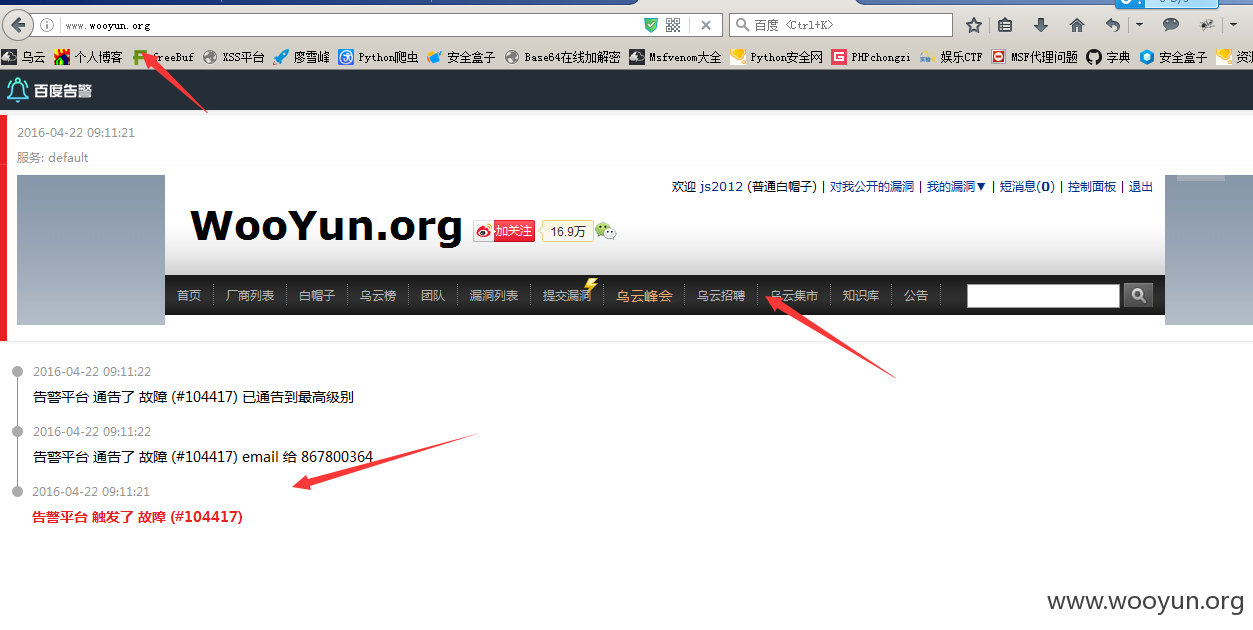 www.wooyun.org
百度 <Ctrl+K>
乌云 个人博客 FreeBuf XSS平台 廖雪峰 Python爬虫 安全盒子 Base64在线加解密 Msfvenom大全 Python安全网 PHPchongzi 娱乐CTF MSF代理问题 字典 安全盒子
百度告警
2016-04-22 09:11:21
服务: default
欢迎 js2012 (普通白帽子) | 对我公开的漏洞 | 我的漏洞▼ | 短消息(0) | 控制面板 | 退出
WooYun.org
加关注 16.9万
首页 厂商列表 白帽子 乌云榜 团队 漏洞列表 提交漏洞 乌云峰会 乌云招聘 乌云集市 知识库 公告
2016-04-22 09:11:22
告警平台 通告了 故障 (#104417) 已通告到最高级别
2016-04-22 09:11:22
告警平台 通告了 故障 (#104417) email 给 867800364
2016-04-22 09:11:21
告警平台 触发了 故障 (#104417)
www.wooyun.org